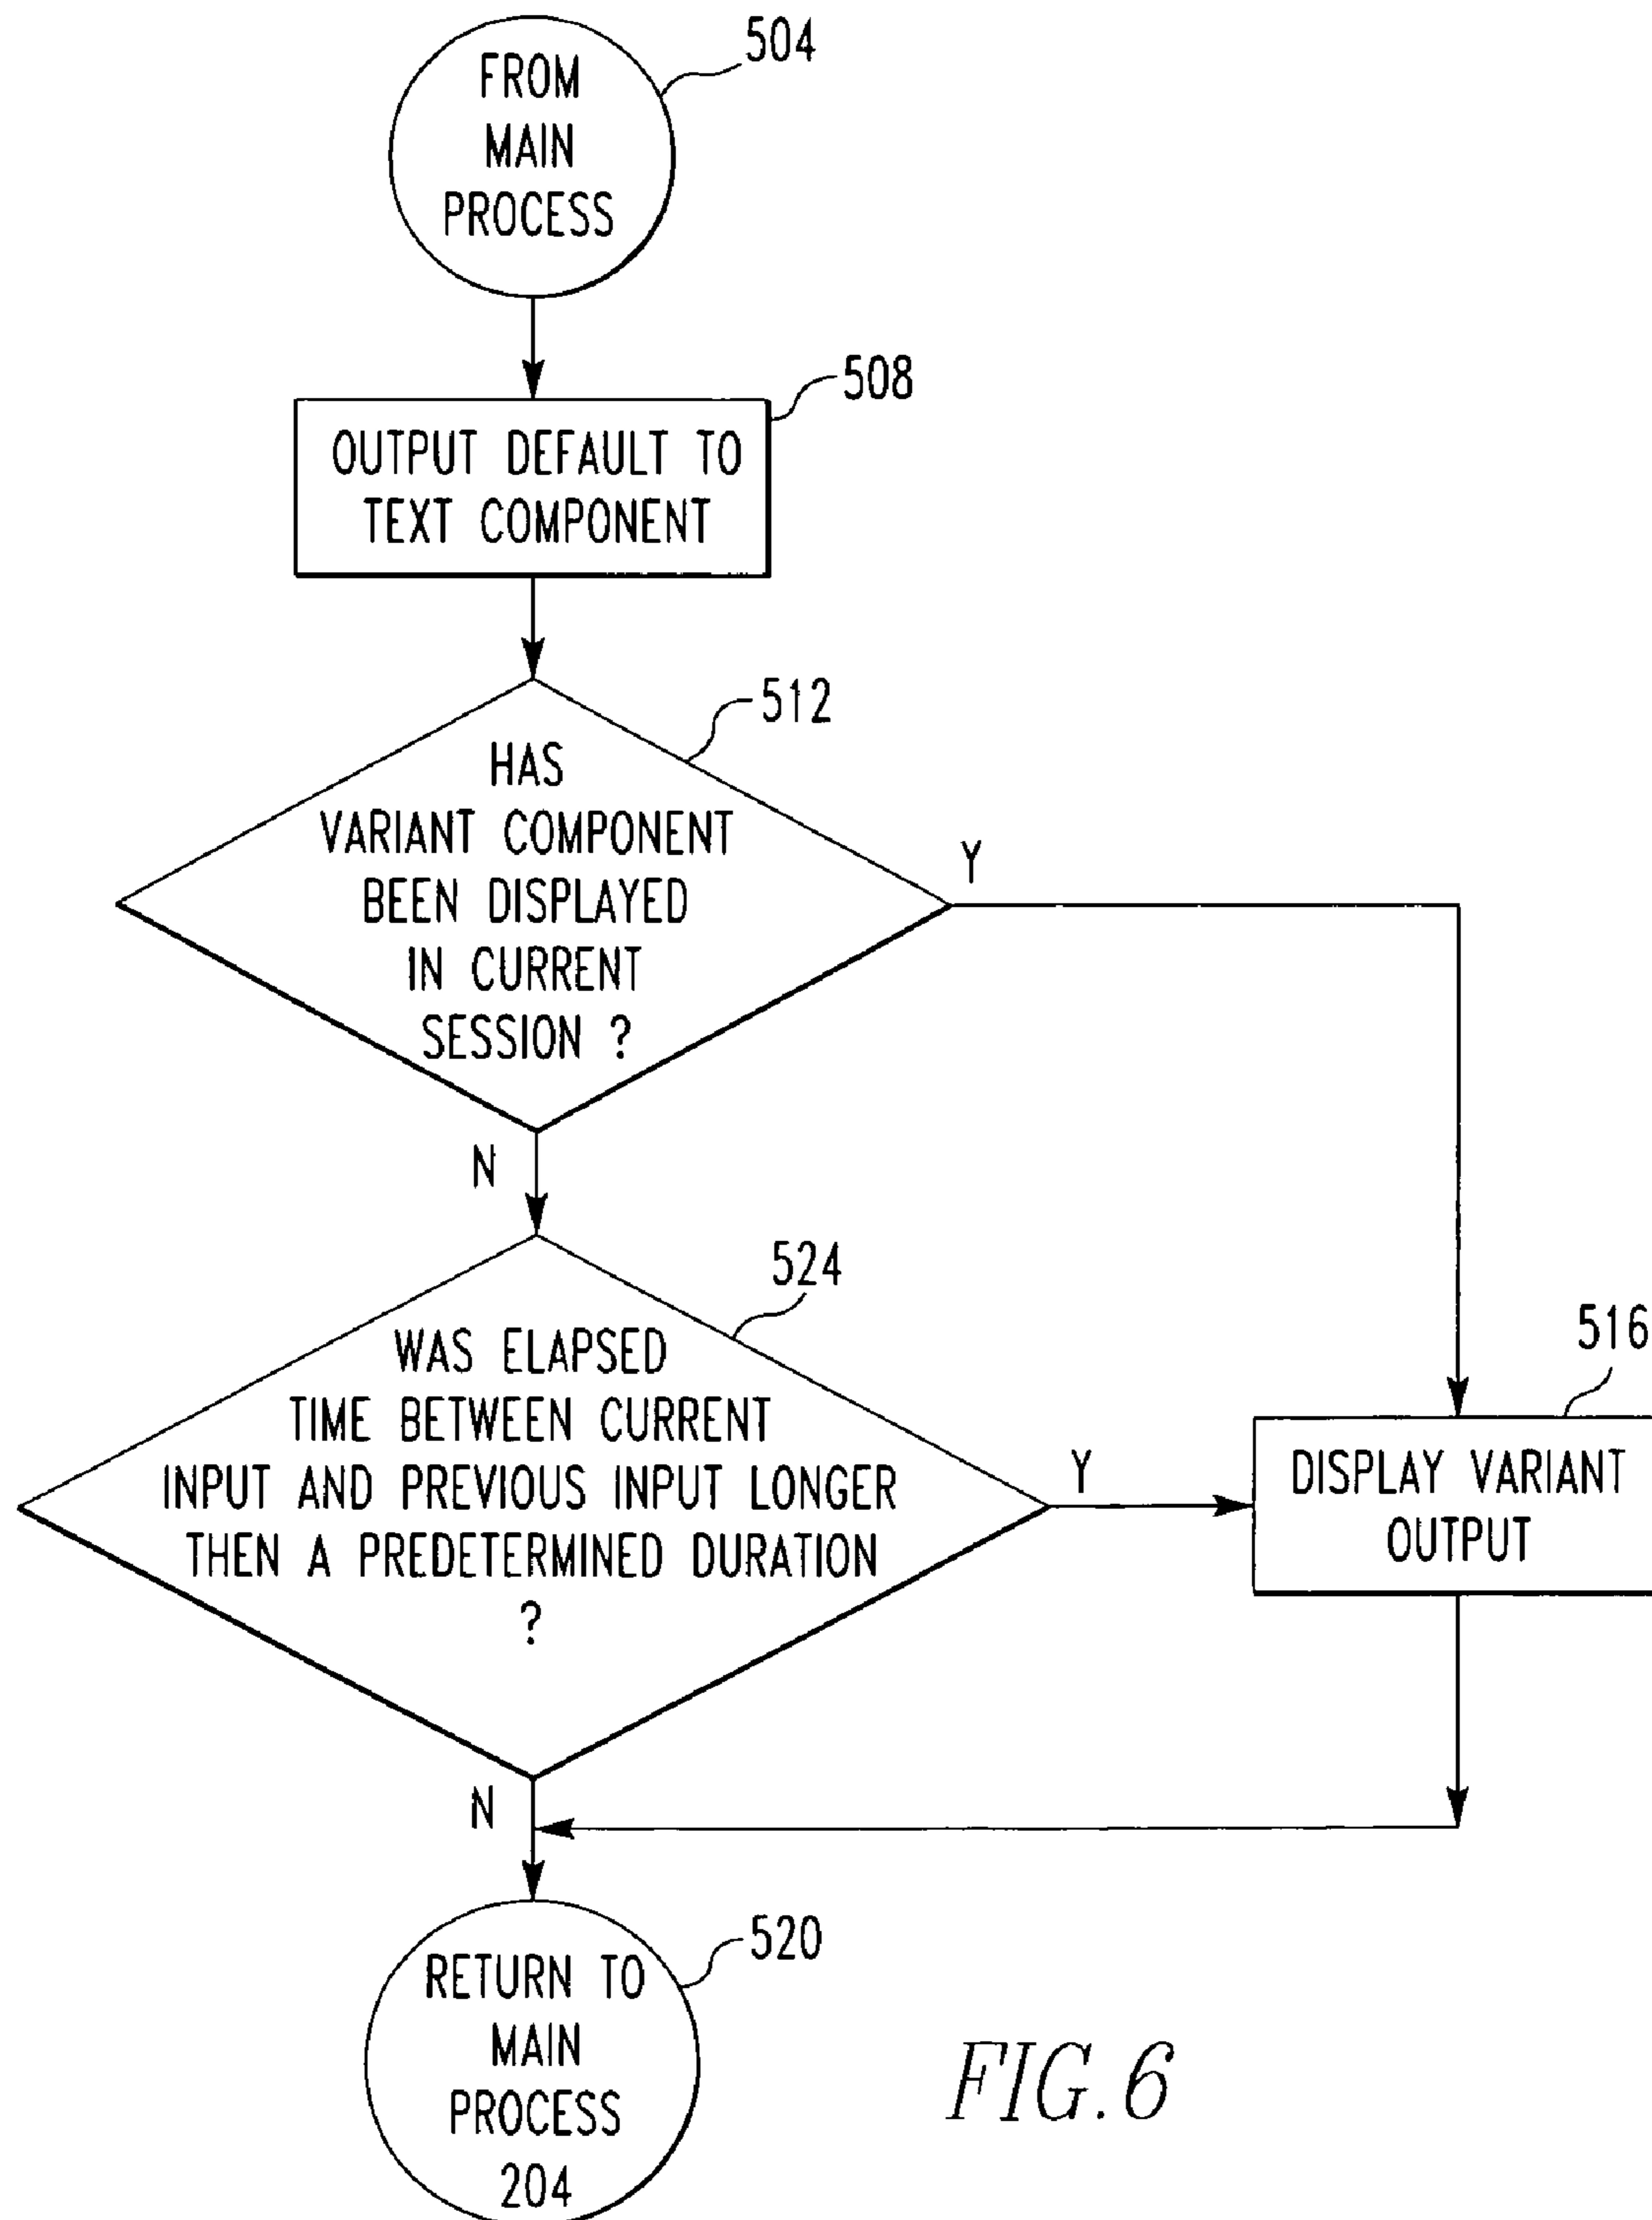 504
FROM
MAIN
PROCESS
508
OUTPUT DEFAULT TO
TEXT COMPONENT
512
HAS
VARIANT COMPONENT
BEEN DISPLAYED
IN CURRENT
SESSION ?
Y
N
524
WAS ELAPSED
TIME BETWEEN CURRENT
INPUT AND PREVIOUS INPUT LONGER
THEN A PREDETERMINED DURATION
?
Y
516
DISPLAY VARIANT
OUTPUT
N
520
RETURN TO
MAIN
PROCESS
204
FIG. 6